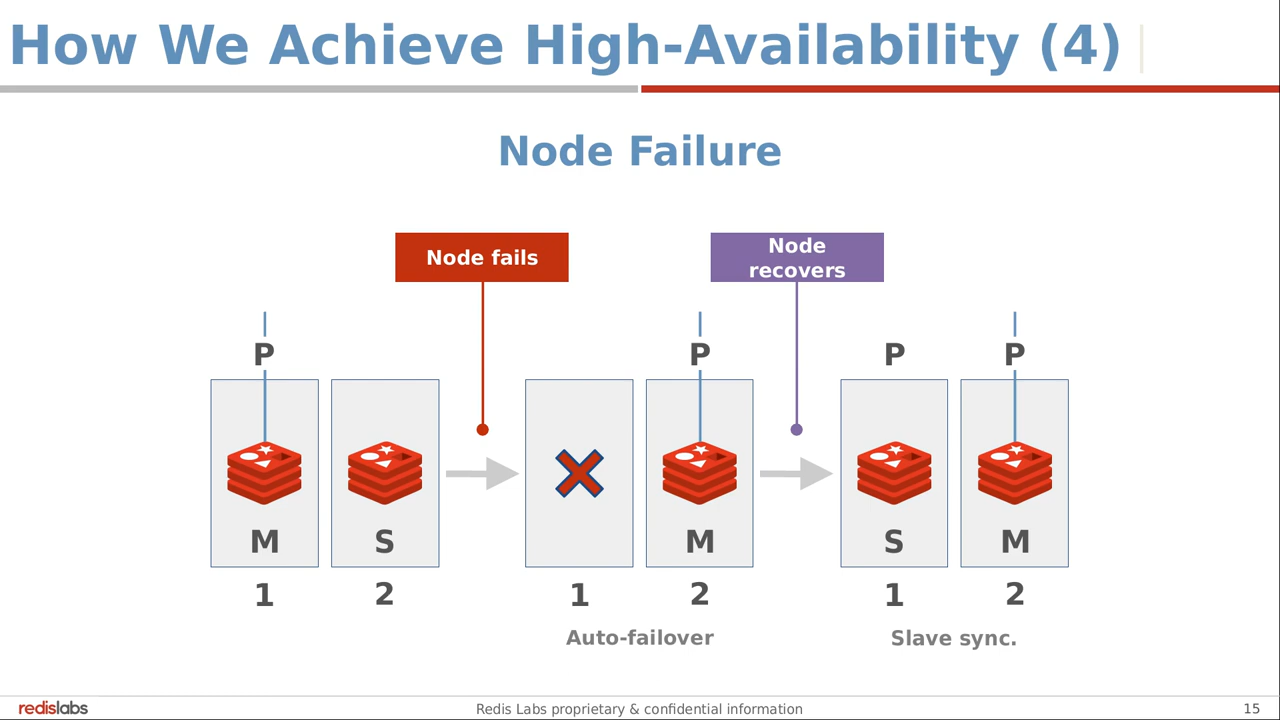 How We Achieve High-Availability (4)
Node Failure
Node fails
Node
recovers
P
P
P
P
M
S
M
S
M
1
2
1
2
1
2
Auto-failover
Slave sync.
redislabs
Redis Labs proprietary & confidential information
15